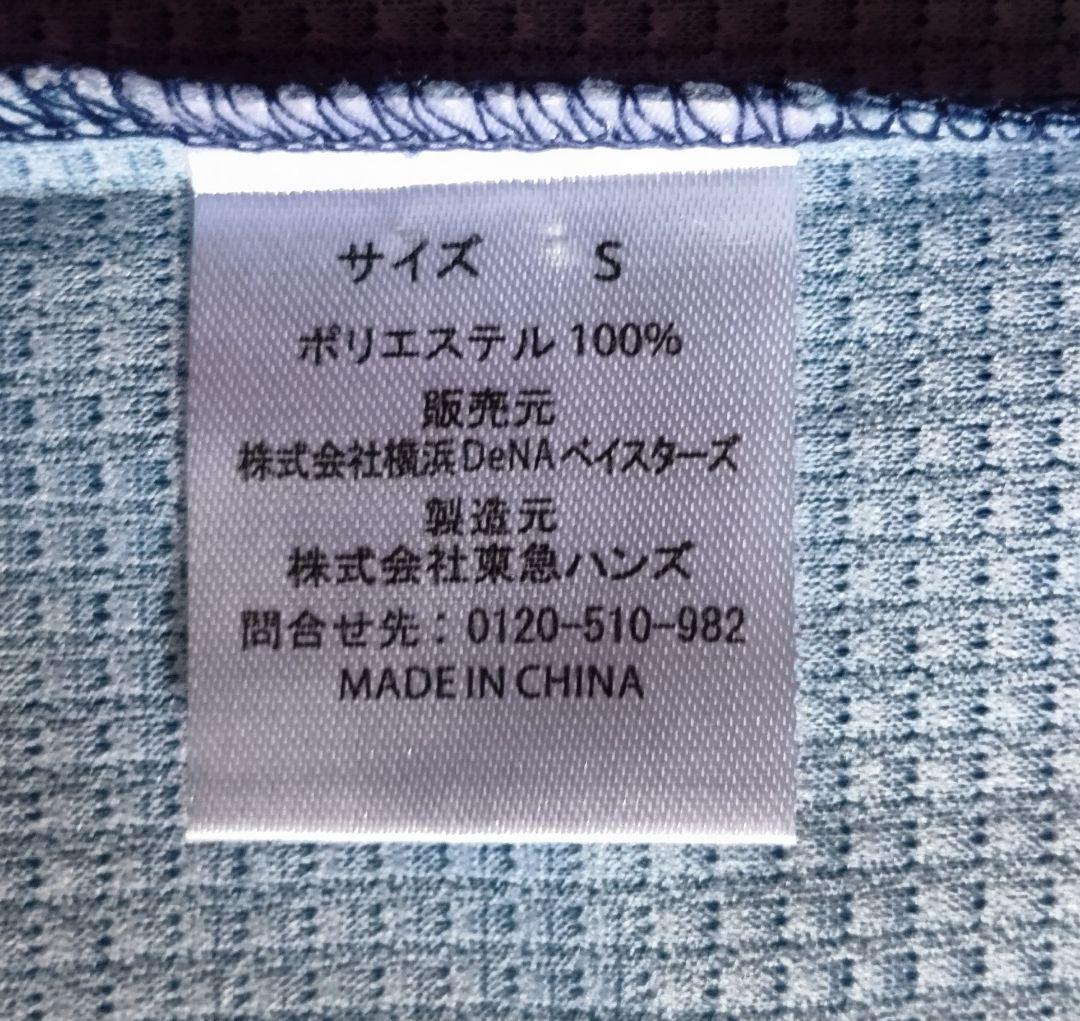 サイズ S
ポリエステル 100%
販売元
株式会社横浜DeNAベイスターズ
製造元
株式会社東急ハンズ
問合せ先：0120-510-982
MADE IN CHINA